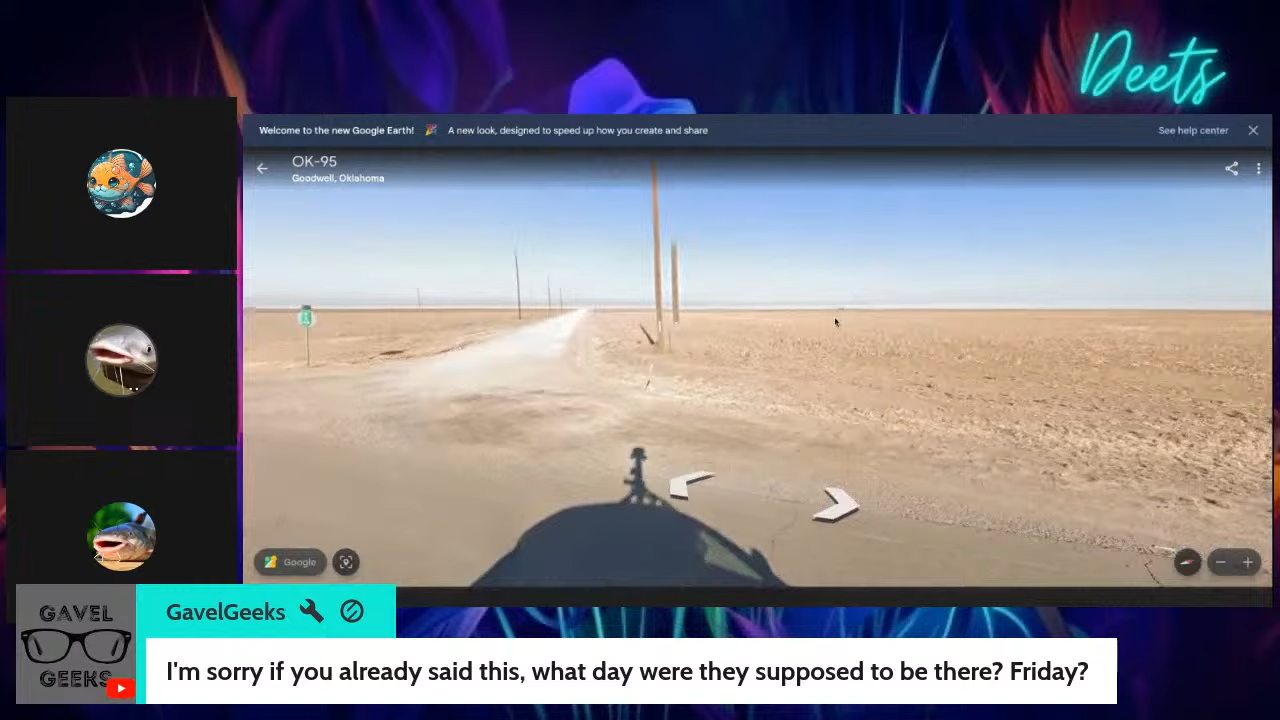 Deets
Welcome to the new Google Earth! 🎉 A new look, designed to speed up how you create and share
See help center
OK-95
Goodwell, Oklahoma
Google
GAVEL
GEEKS
GavelGeeks
I'm sorry if you already said this, what day were they supposed to be there? Friday?